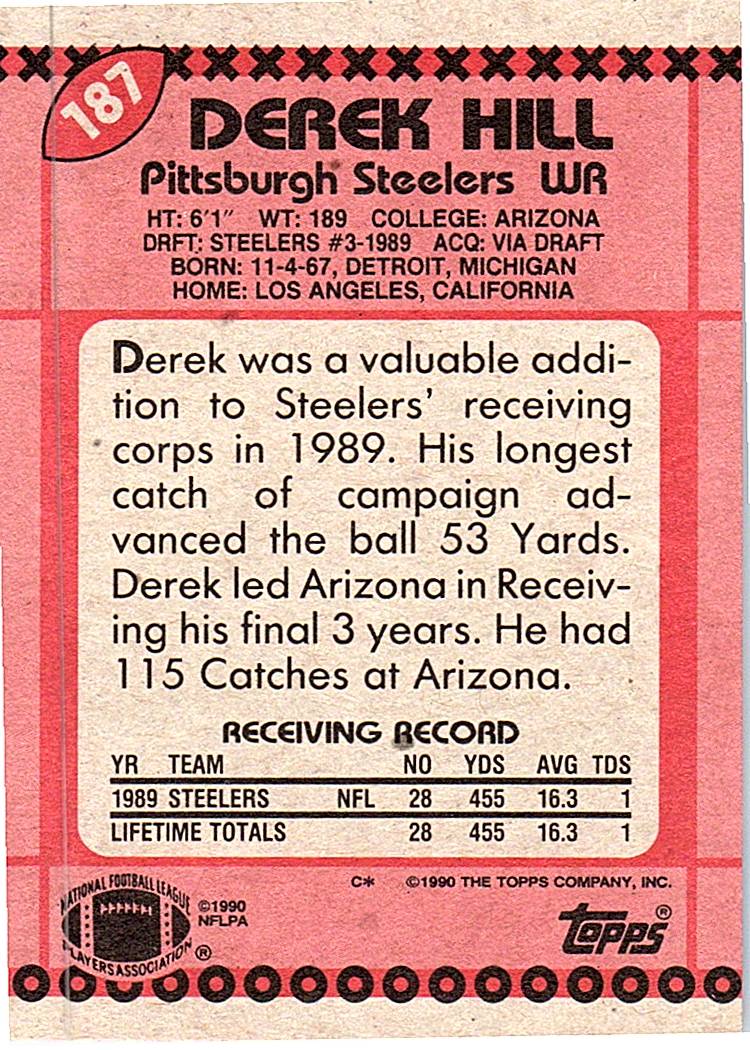 187
DEREK HILL
Pittsburgh Steelers WR
HT: 6'1" WT: 189 COLLEGE: ARIZONA
DRFT: STEELERS #3-1989 ACQ: VIA DRAFT
BORN: 11-4-67, DETROIT, MICHIGAN
HOME: LOS ANGELES, CALIFORNIA
Derek was a valuable addi-
tion to Steelers' receiving
corps in 1989. His longest
catch of campaign ad-
vanced the ball 53 Yards.
Derek led Arizona in Receiv-
ing his final 3 years. He had
115 Catches at Arizona.
RECEIVING RECORD
YR TEAM NO YDS AVG TDS
1989 STEELERS NFL 28 455 16.3 1
LIFETIME TOTALS 28 455 16.3 1
C* ©1990 THE TOPPS COMPANY, INC.
NATIONAL FOOTBALL LEAGUE
PLAYERS ASSOCIATION ®
©1990
NFLPA
topps®